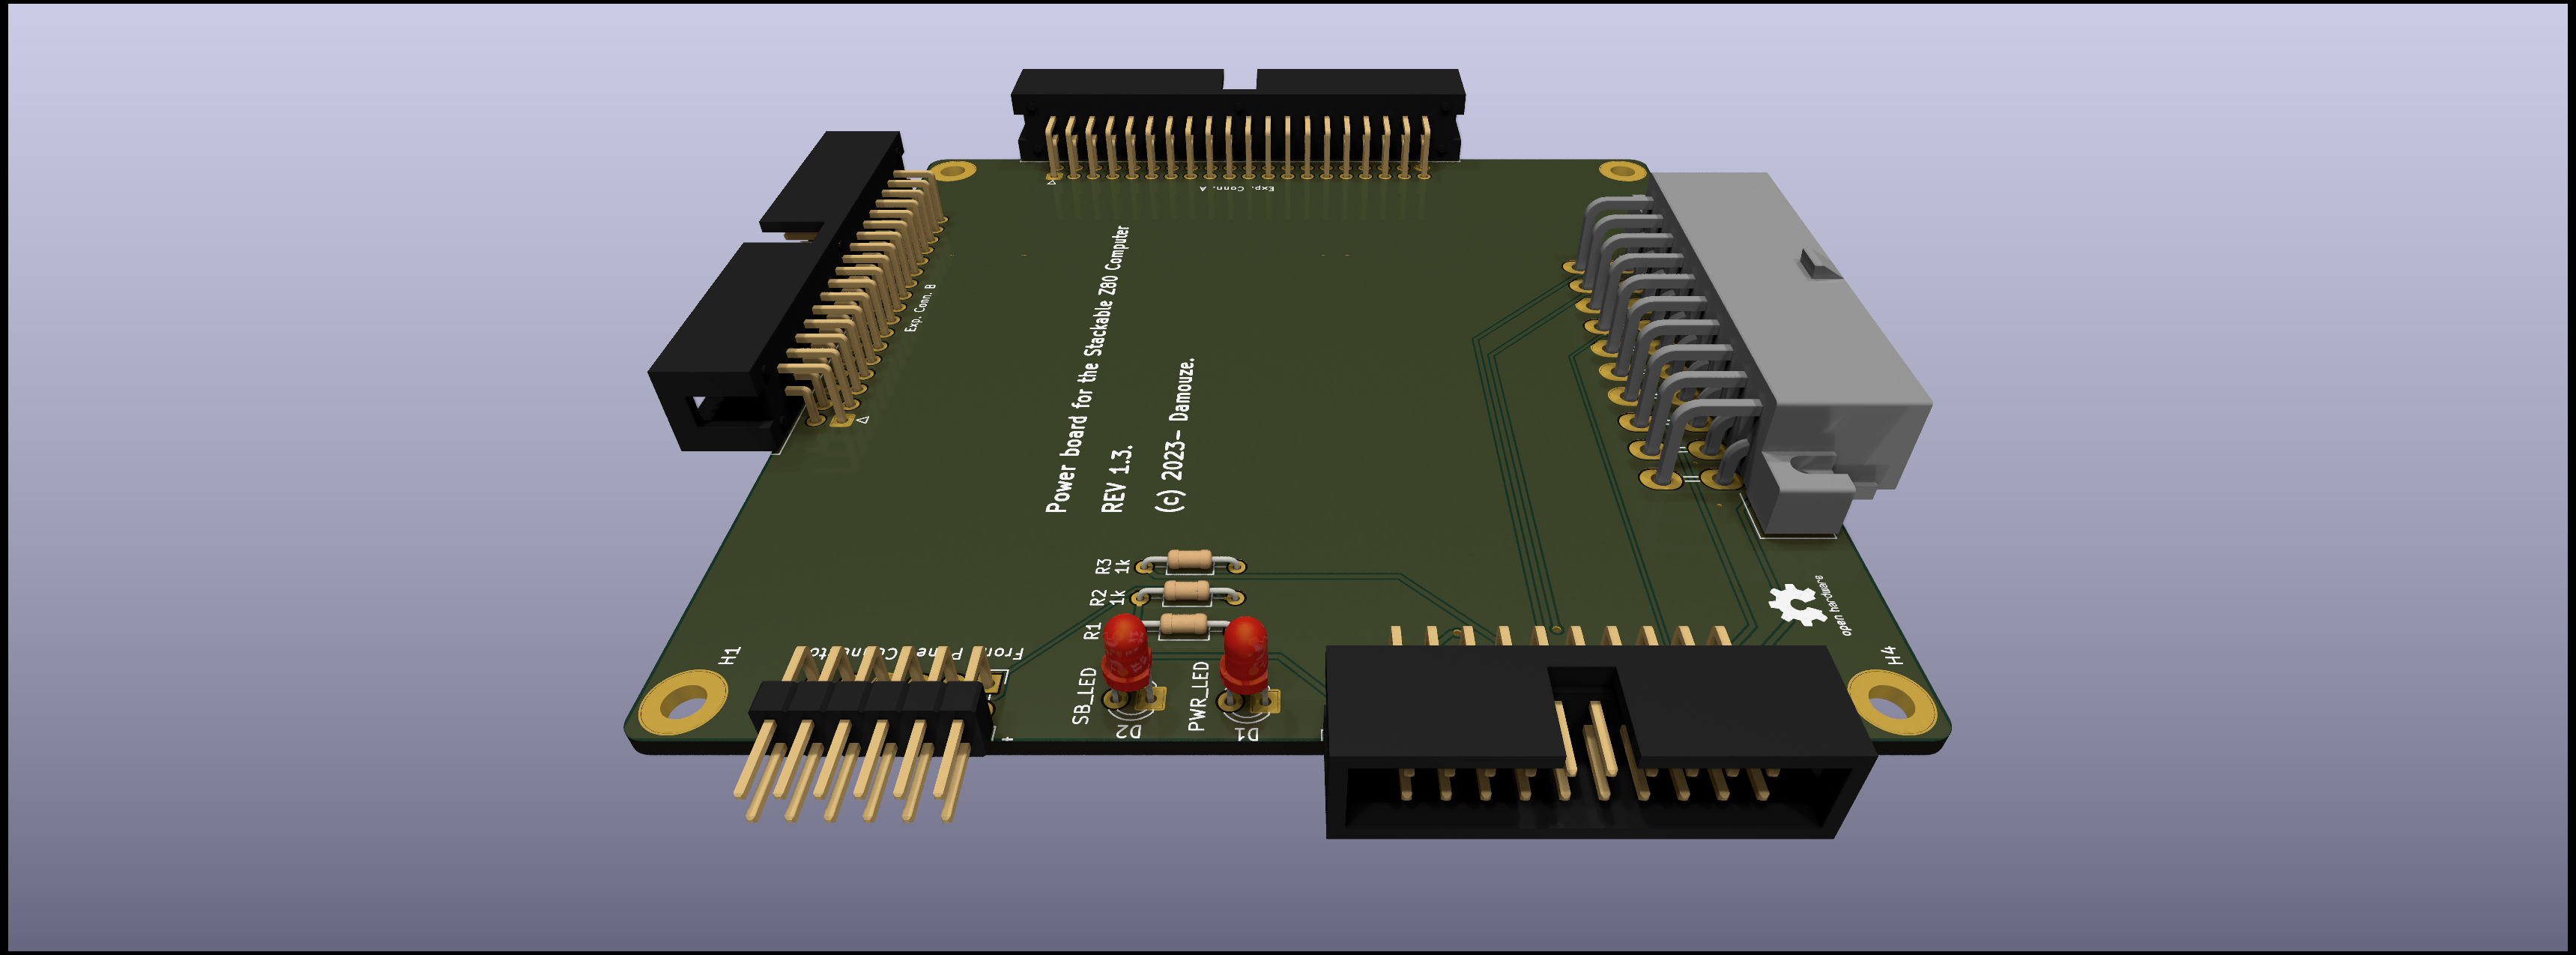 Exp. Conn. A
Exp. Conn. B
Power board for the Stackable Z80 Computer
REV 1.3.
(c) 2023- Damouze.
R3
1k
R2
1k
R1
open hardware
H1
H4
SB_LED
PWR_LED
D2
D1
+